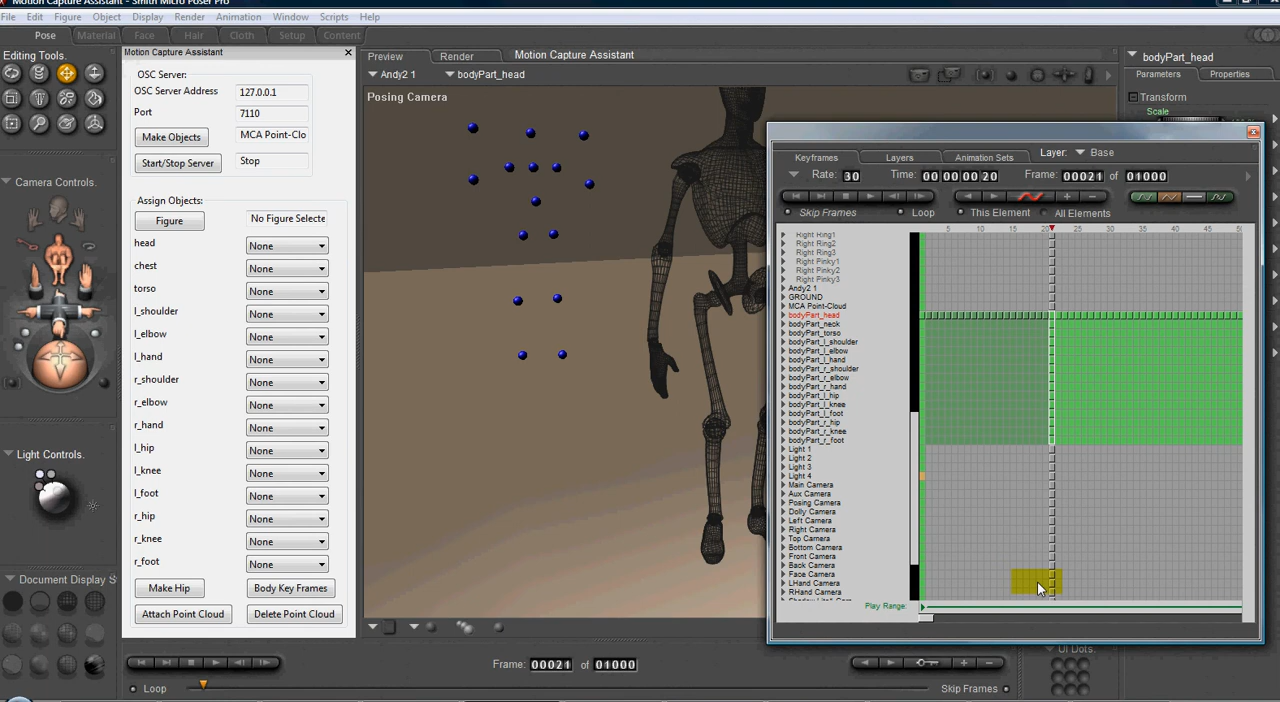 Motion Capture Assistant - Smith Micro Poser Pro
File Edit Figure Object Display Render Animation Window Scripts Help
Pose Material Face Hair Cloth Setup Content
Editing Tools.
Camera Controls.
Light Controls.
Document Display S
Motion Capture Assistant
OSC Server:
OSC Server Address 127.0.0.1
Port 7110
Make Objects MCA Point-Clo
Start/Stop Server Stop
Assign Objects:
Figure No Figure Selecte
head None
chest None
torso None
l_shoulder None
l_elbow None
l_hand None
r_shoulder None
r_elbow None
r_hand None
l_hip None
l_knee None
l_foot None
r_hip None
r_knee None
r_foot None
Make Hip Body Key Frames
Attach Point Cloud Delete Point Cloud
Preview Render Motion Capture Assistant
Andy2 1 bodyPart_head
Posing Camera
bodyPart_head
Parameters Properties
Transform
Scale
Keyframes Layers Animation Sets Layer: Base
Rate: 30 Time: 00 00 00 20 Frame: 00021 of 01000
Skip Frames Loop This Element All Elements
5 10 15 20 25 30 35 40 45 50
Right Ring1
Right Ring2
Right Ring3
Right Pinky1
Right Pinky2
Right Pinky3
Andy2 1
GROUND
MCA Point-Cloud
bodyPart_head
bodyPart_neck
bodyPart_torso
bodyPart_l_shoulder
bodyPart_l_elbow
bodyPart_l_hand
bodyPart_r_shoulder
bodyPart_r_elbow
bodyPart_r_hand
bodyPart_l_hip
bodyPart_l_knee
bodyPart_l_foot
bodyPart_r_hip
bodyPart_r_knee
bodyPart_r_foot
Light 1
Light 2
Light 3
Light 4
Main Camera
Aux Camera
Posing Camera
Dolly Camera
Left Camera
Right Camera
Top Camera
Bottom Camera
Front Camera
Back Camera
Face Camera
LHand Camera
RHand Camera
Play Range:
UI Dots.
Frame: 00021 of 01000
Loop Skip Frames